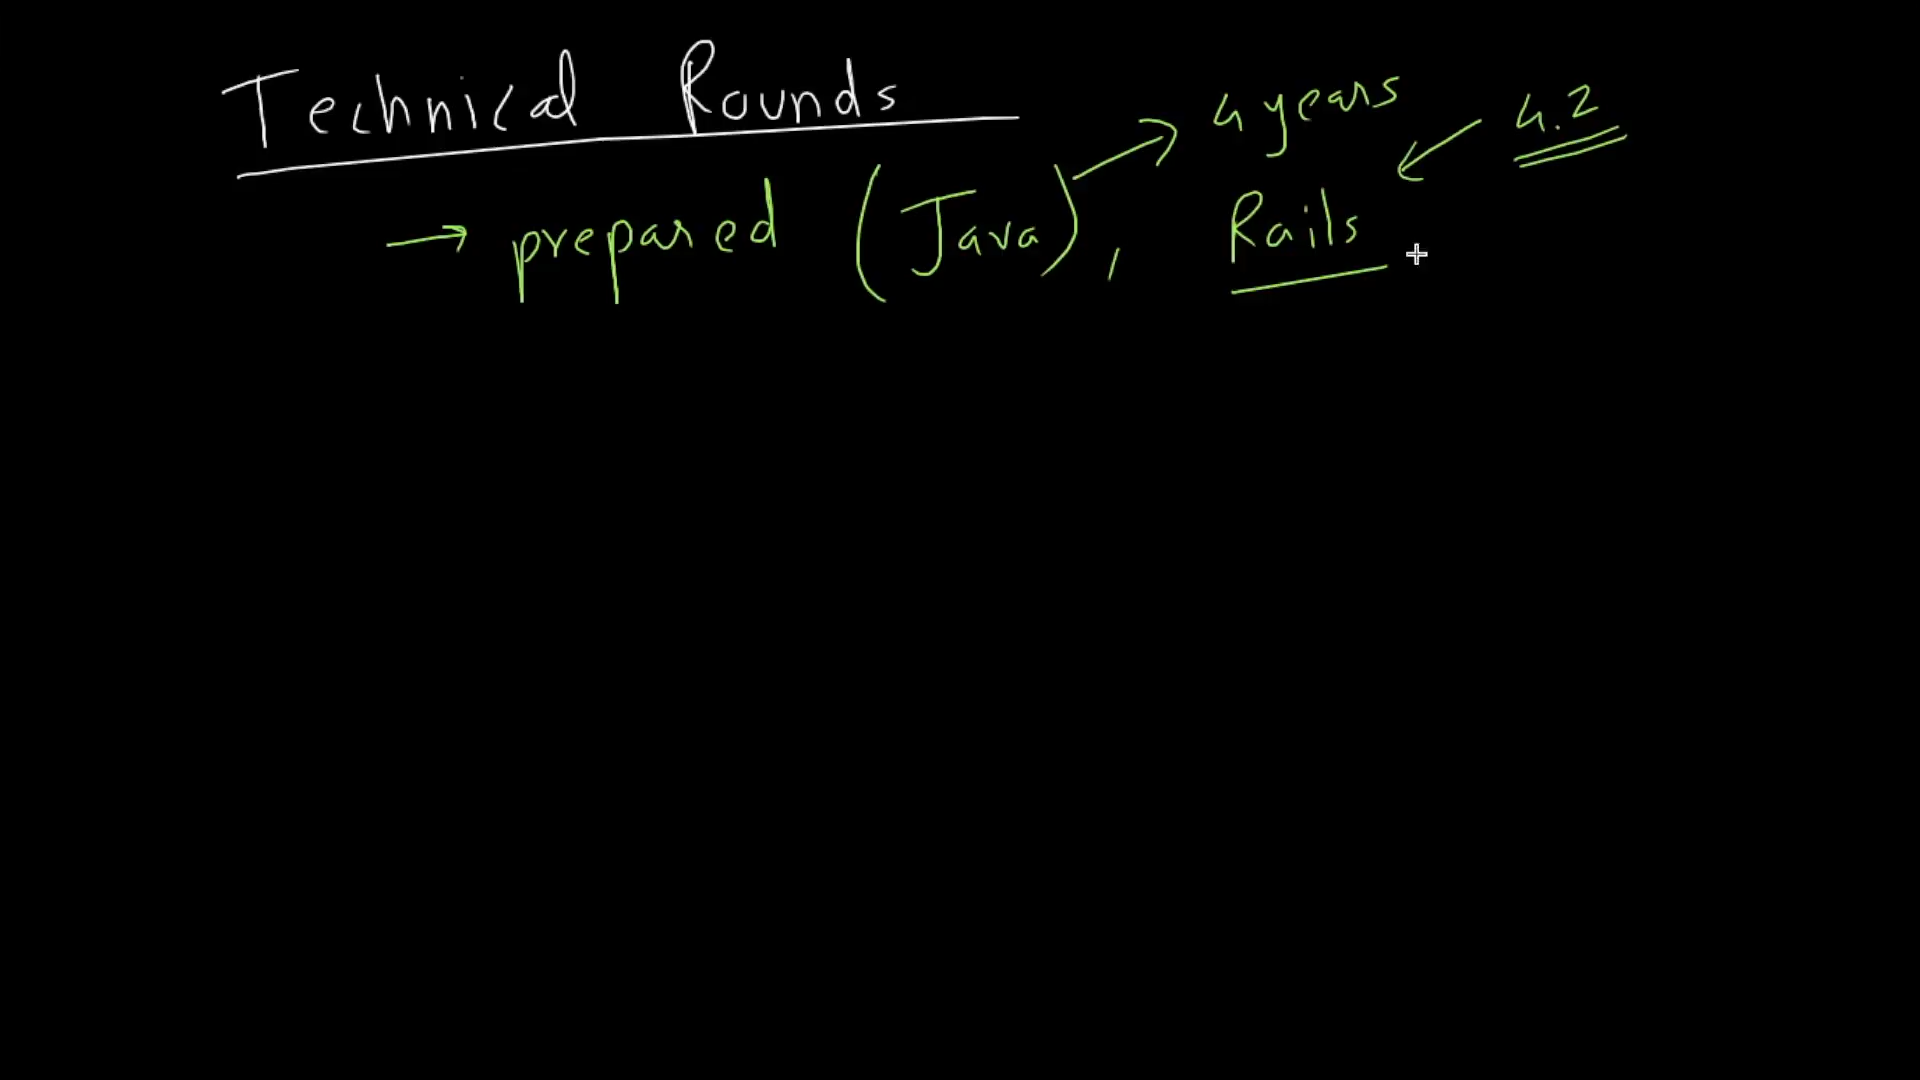 Technical Rounds
4 years
4.2
→ prepared (Java), Rails